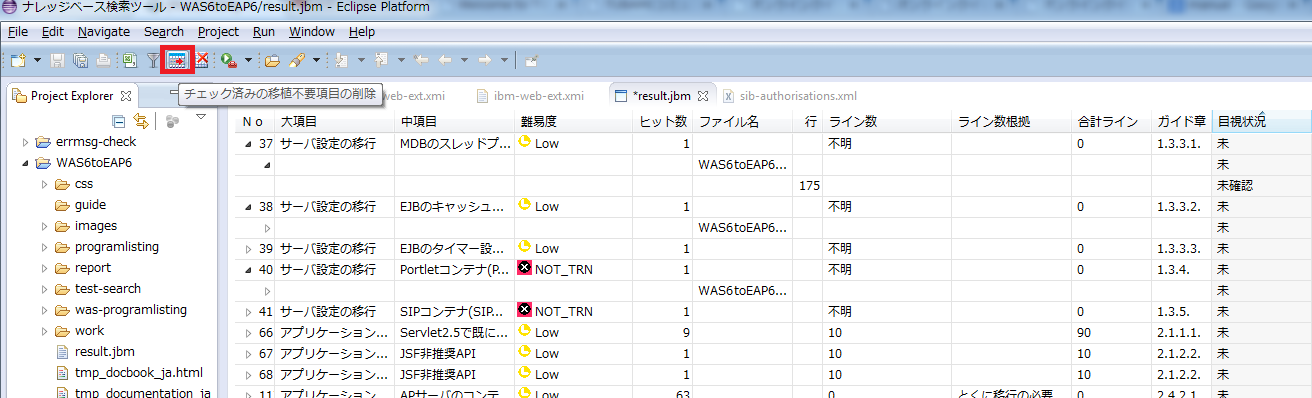 ナレッジベース検索ツール - WAS6toEAP6/result.jbm - Eclipse Platform
File Edit Navigate Search Project Run Window Help
チェック済みの移植不要項目の削除
Project Explorer
web-ext.xmi ibm-web-ext.xmi *result.jbm sib-authorisations.xml
errmsg-check
WAS6toEAP6
css
guide
images
programlisting
report
test-search
was-programlisting
work
result.jbm
tmp_docbook_ja.html
tmp_documentation_ja
Ｎｏ 大項目 中項目 難易度 ヒット数 ファイル名 行 ライン数 ライン数根拠 合計ライン ガイド章 目視状況
37 サーバ設定の移行 MDBのスレッドプ... Low 1 不明 0 1.3.3.1. 未
WAS6toEAP6... 未
175 未確認
38 サーバ設定の移行 EJBのキャッシュ... Low 1 不明 0 1.3.3.2. 未
WAS6toEAP6... 未
39 サーバ設定の移行 EJBのタイマー設... Low 1 不明 0 1.3.3.3. 未
40 サーバ設定の移行 Portletコンテナ(P... NOT_TRN 1 不明 0 1.3.4. 未
WAS6toEAP6... 未
41 サーバ設定の移行 SIPコンテナ(SIP... NOT_TRN 1 不明 0 1.3.5. 未
66 アプリケーション... Servlet2.5で既に... Low 9 10 90 2.1.1.1. 未
67 アプリケーション... JSF非推奨API Low 1 10 10 2.1.2.2. 未
68 アプリケーション... JSF非推奨API Low 1 10 10 2.1.2.2. 未
11 アプリケーション... APサーバのコンテ... Low 63 とくに移行の必要... 0 2.4.2.1. 未